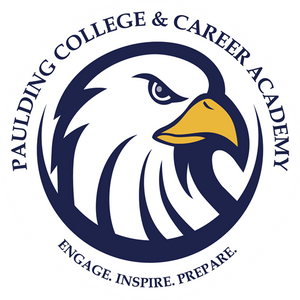 PAULDING COLLEGE & CAREER ACADEMY
ENGAGE. INSPIRE. PREPARE.